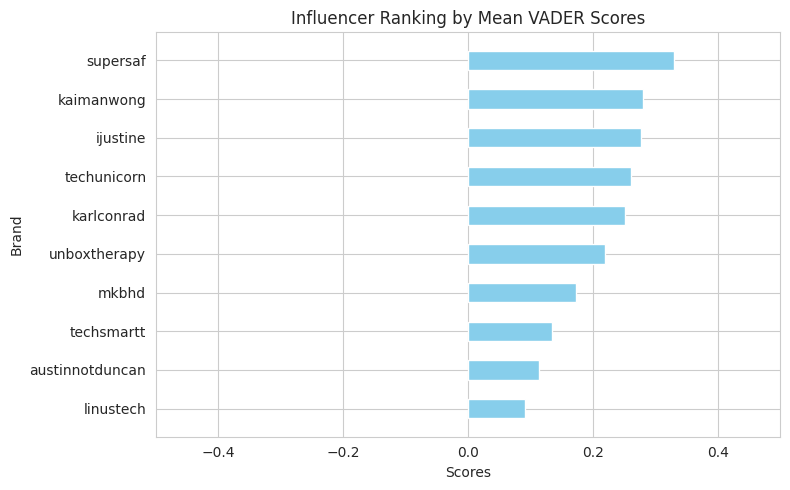 Influencer Ranking by Mean VADER Scores
supersaf
kaimanwong
ijustine
techunicorn
karlconrad
unboxtherapy
mkbhd
techsmartt
austinnotduncan
linustech
Brand
−0.4 −0.2 0.0 0.2 0.4
Scores